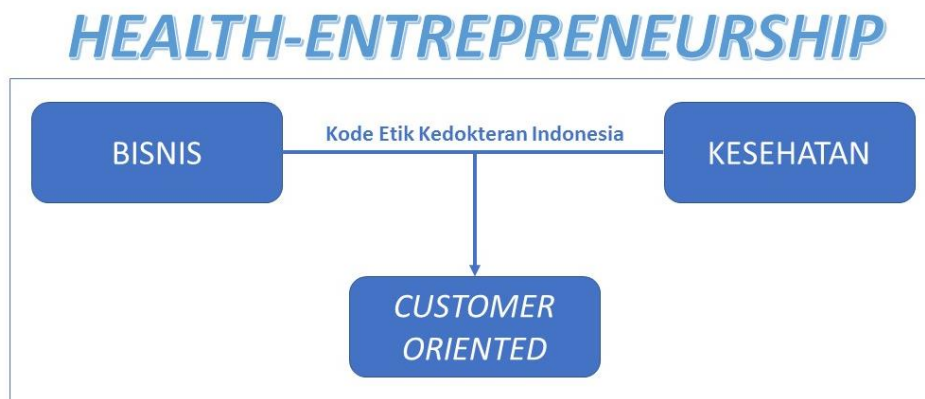 HEALTH-ENTREPRENEURSHIP
BISNIS
Kode Etik Kedokteran Indonesia
KESEHATAN
CUSTOMER
ORIENTED